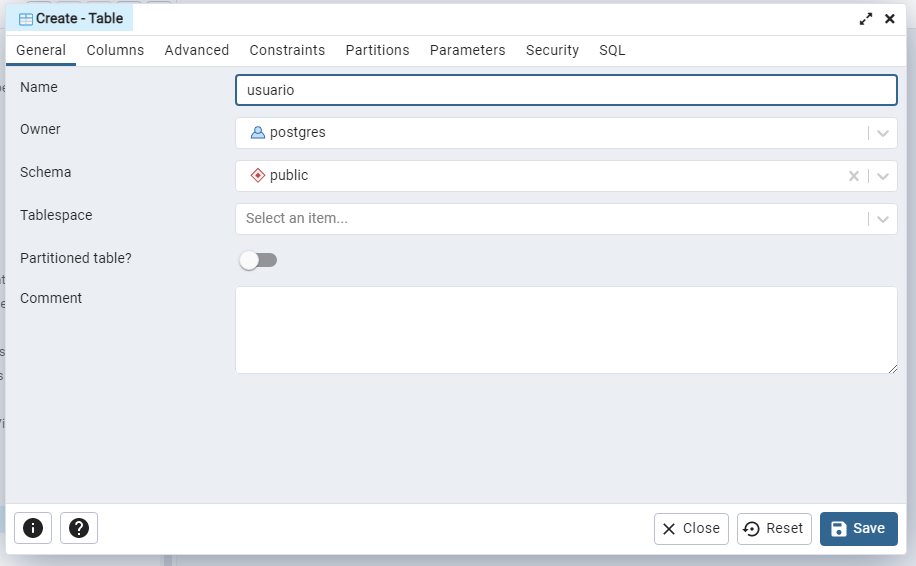 Create - Table
General Columns Advanced Constraints Partitions Parameters Security SQL
Name usuario
Owner postgres
Schema public
Tablespace Select an item...
Partitioned table?
Comment
Close Reset Save